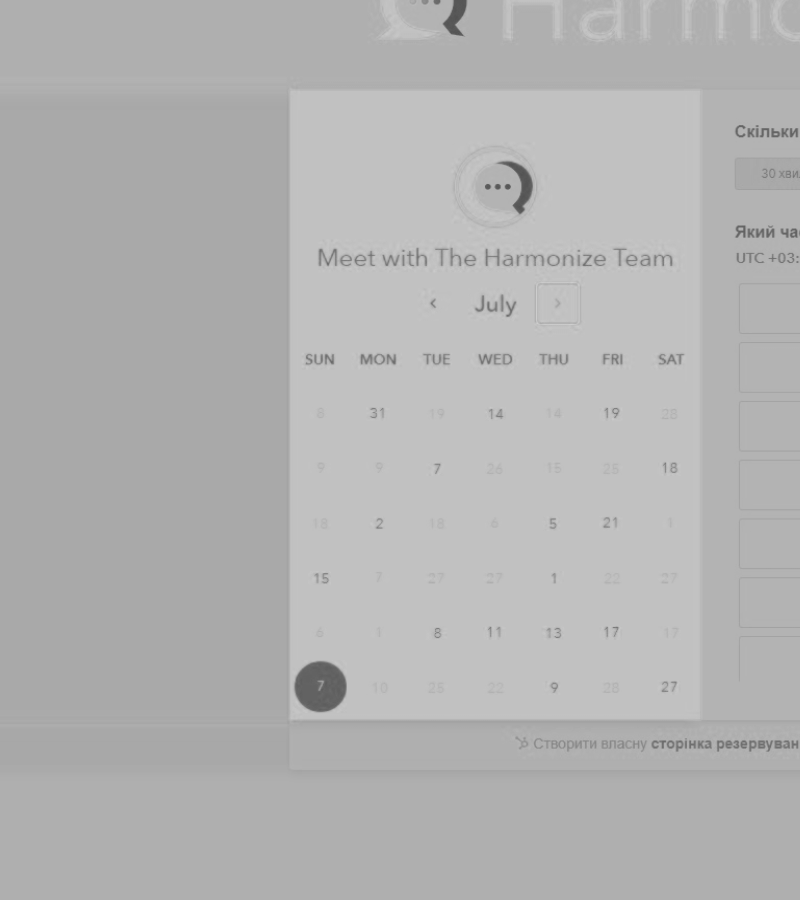 Harmo
Скільки
30 хви
Який ча
UTC +03:
Meet with The Harmonize Team
July
SUN MON TUE WED THU FRI SAT
8 31 19 14 14 19 28
9 9 7 26 15 25 18
18 2 18 6 5 21 1
15 7 27 27 1 22 27
6 1 8 11 13 17 17
7 10 25 22 9 28 27
Створити власну сторінка резервуван